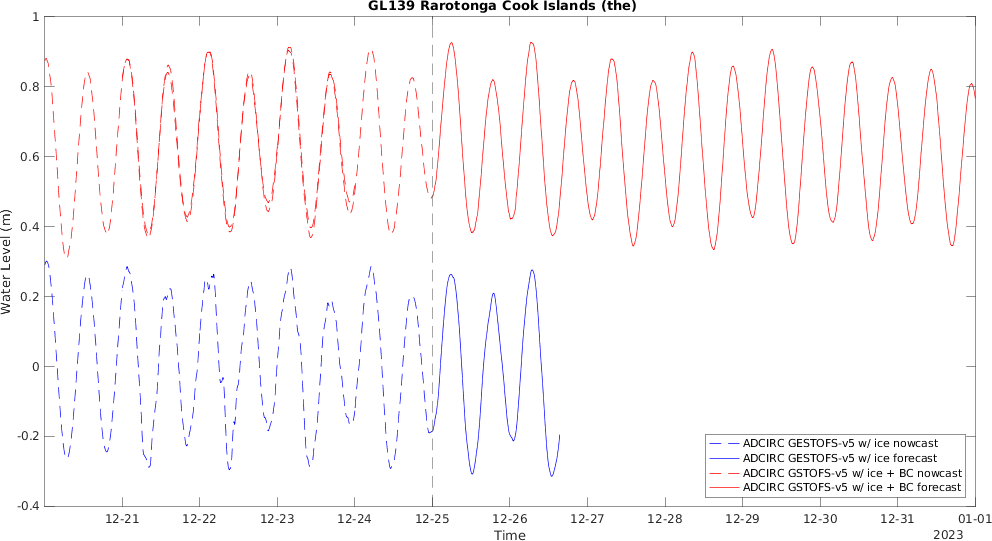 GL139 Rarotonga Cook Islands (the)
1
0.8
0.6
0.4
0.2
0
-0.2
-0.4
Water Level (m)
ADCIRC GESTOFS-v5 w/ ice nowcast
ADCIRC GESTOFS-v5 w/ ice forecast
ADCIRC GSTOFS-v5 w/ ice + BC nowcast
ADCIRC GSTOFS-v5 w/ ice + BC forecast
12-21 12-22 12-23 12-24 12-25 12-26 12-27 12-28 12-29 12-30 12-31 01-01
Time
2023